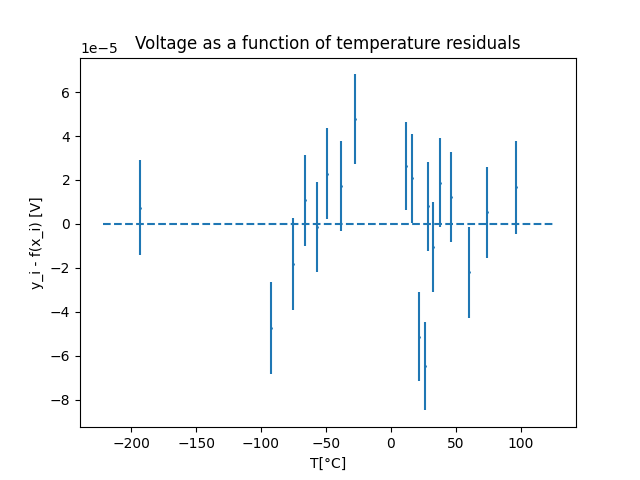 Voltage as a function of temperature residuals
1e−5
6
4
2
0
−2
−4
−6
−8
y_i - f(x_i) [V]
−200 −150 −100 −50 0 50 100
T[°C]